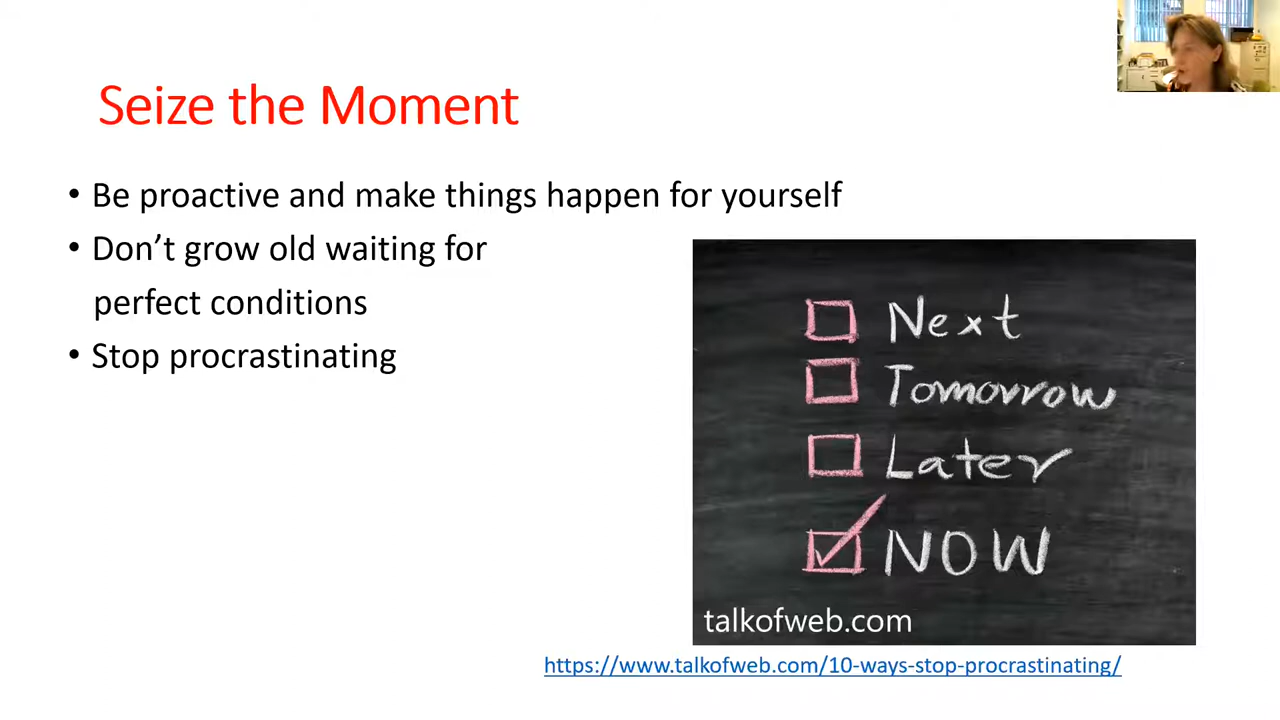 Seize the Moment
• Be proactive and make things happen for yourself
• Don’t grow old waiting for
perfect conditions
• Stop procrastinating
Next
Tomorrow
Later
NOW
talkofweb.com
https://www.talkofweb.com/10-ways-stop-procrastinating/